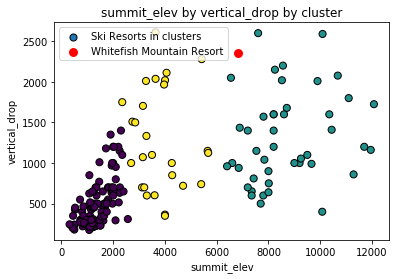 summit_elev by vertical_drop by cluster
Ski Resorts in clusters
Whitefish Mountain Resort
vertical_drop
2500
2000
1500
1000
500
0
2000
4000
6000
8000
10000
12000
summit_elev